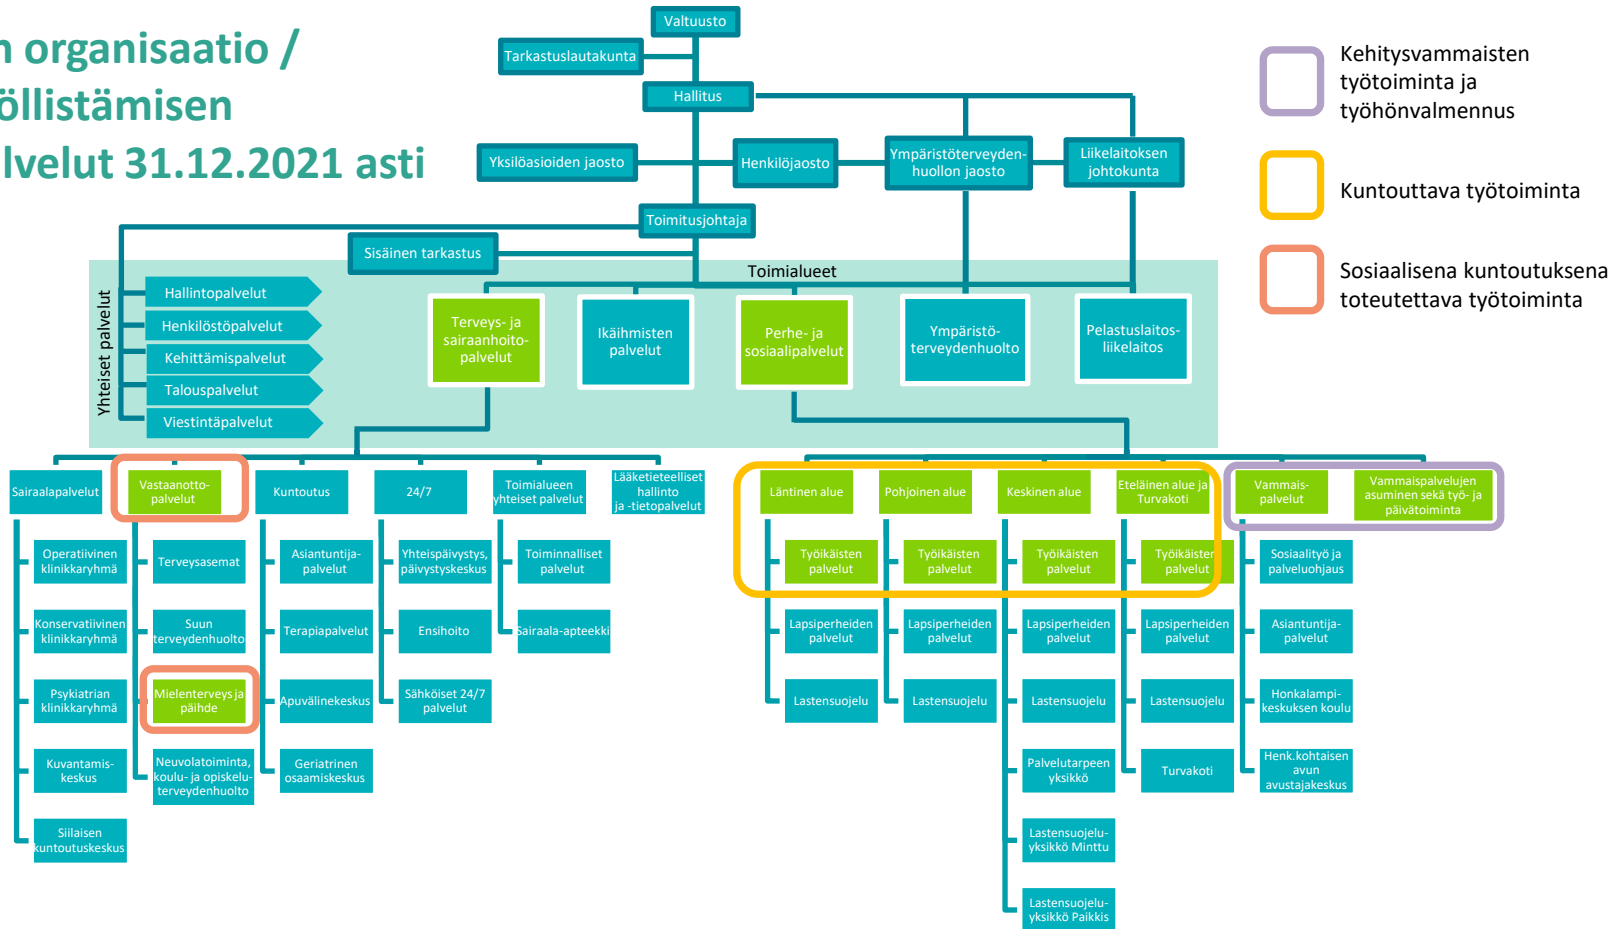 n organisaatio /
öllistämisen
lvelut 31.12.2021 asti
Valtuusto
Tarkastuslautakunta
Hallitus
Yksilöasioiden jaosto
Henkilöjaosto
Ympäristöterveyden-
huollon jaosto
Liikelaitoksen
johtokunta
Toimitusjohtaja
Sisäinen tarkastus
Kehitysvammaisten
työtoiminta ja
työhönvalmennus
Kuntouttava työtoiminta
Sosiaalisena kuntoutuksena
toteutettava työtoiminta
Toimialueet
Yhteiset palvelut
Hallintopalvelut
Henkilöstöpalvelut
Kehittämispalvelut
Talouspalvelut
Viestintäpalvelut
Terveys- ja
sairaanhoito-
palvelut
Ikäihmisten
palvelut
Perhe- ja
sosiaalipalvelut
Ympäristö-
terveydenhuolto
Pelastuslaitos-
liikelaitos
Sairaalapalvelut
Operatiivinen
klinikkaryhmä
Konservatiivinen
klinikkaryhmä
Psykiatrian
klinikkaryhmä
Kuvantamis-
keskus
Siilaisen
kuntoutuskeskus
Vastaanotto-
palvelut
Terveysasemat
Suun
terveydenhuolto
Mielenterveys ja
päihde
Neuvolatoiminta,
koulu- ja opiskelu-
terveydenhuolto
Kuntoutus
Asiantuntija-
palvelut
Terapiapalvelut
Apuvälinekeskus
Geriatrinen
osaamiskeskus
24/7
Yhteispäivystys,
päivystyskeskus
Ensihoito
Sähköiset 24/7
palvelut
Toimialueen
yhteiset palvelut
Toiminnalliset
palvelut
Sairaala-apteekki
Lääketieteelliset
hallinto
ja -tietopalvelut
Läntinen alue
Työikäisten
palvelut
Lapsiperheiden
palvelut
Lastensuojelu
Pohjoinen alue
Työikäisten
palvelut
Lapsiperheiden
palvelut
Lastensuojelu
Keskinen alue
Työikäisten
palvelut
Lapsiperheiden
palvelut
Lastensuojelu
Palvelutarpeen
yksikkö
Lastensuojelu-
yksikkö Minttu
Lastensuojelu-
yksikkö Paikkis
Eteläinen alue ja
Turvakoti
Työikäisten
palvelut
Lapsiperheiden
palvelut
Lastensuojelu
Turvakoti
Vammais-
palvelut
Sosiaalityö ja
palveluohjaus
Asiantuntija-
palvelut
Honkalampi-
keskuksen koulu
Henk.kohtaisen
avun
avustajakeskus
Vammaispalvelujen
asuminen sekä työ- ja
päivätoiminta